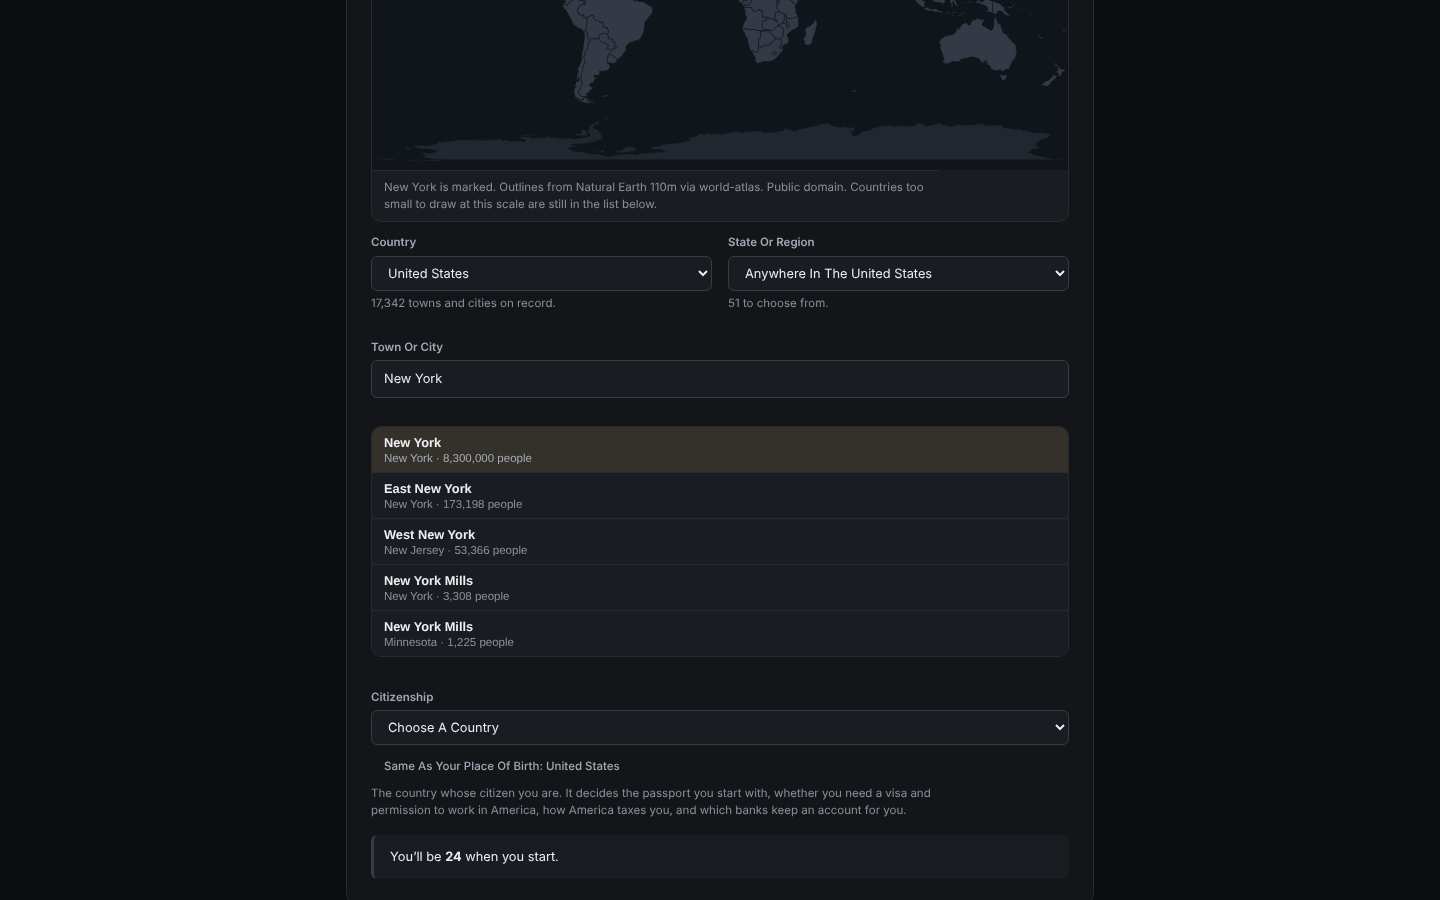 New York is marked. Outlines from Natural Earth 110m via world-atlas. Public domain. Countries too
small to draw at this scale are still in the list below.
Country
State Or Region
United States
Anywhere In The United States
17,342 towns and cities on record.
51 to choose from.
Town Or City
New York
New York
New York · 8,300,000 people
East New York
New York · 173,198 people
West New York
New Jersey · 53,366 people
New York Mills
New York · 3,308 people
New York Mills
Minnesota · 1,225 people
Citizenship
Choose A Country
Same As Your Place Of Birth: United States
The country whose citizen you are. It decides the passport you start with, whether you need a visa and
permission to work in America, how America taxes you, and which banks keep an account for you.
You’ll be 24 when you start.